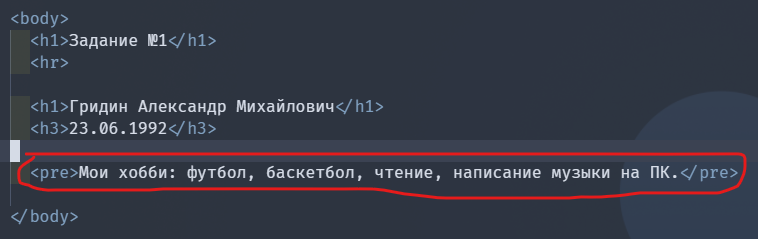 <body>
<h1>Задание №1</h1>
<hr>
<h1>Гридин Александр Михайлович</h1>
<h3>23.06.1992</h3>
<pre>Мои хобби: футбол, баскетбол, чтение, написание музыки на ПК.</pre>
</body>